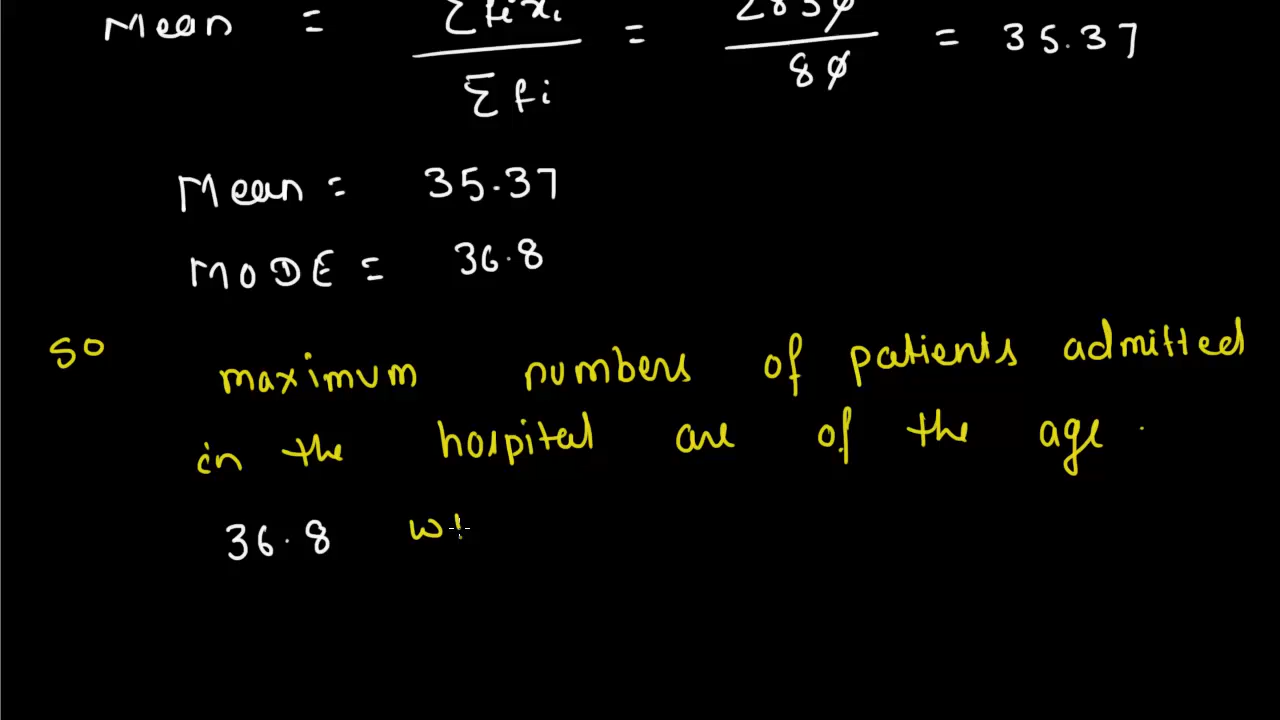 Mean = Σfixi = 2830 = 35.37
Σfi 80
Mean = 35.37
MODE = 36.8
so maximum numbers of patients admitted
in the hospital are of the age.
36.8 w